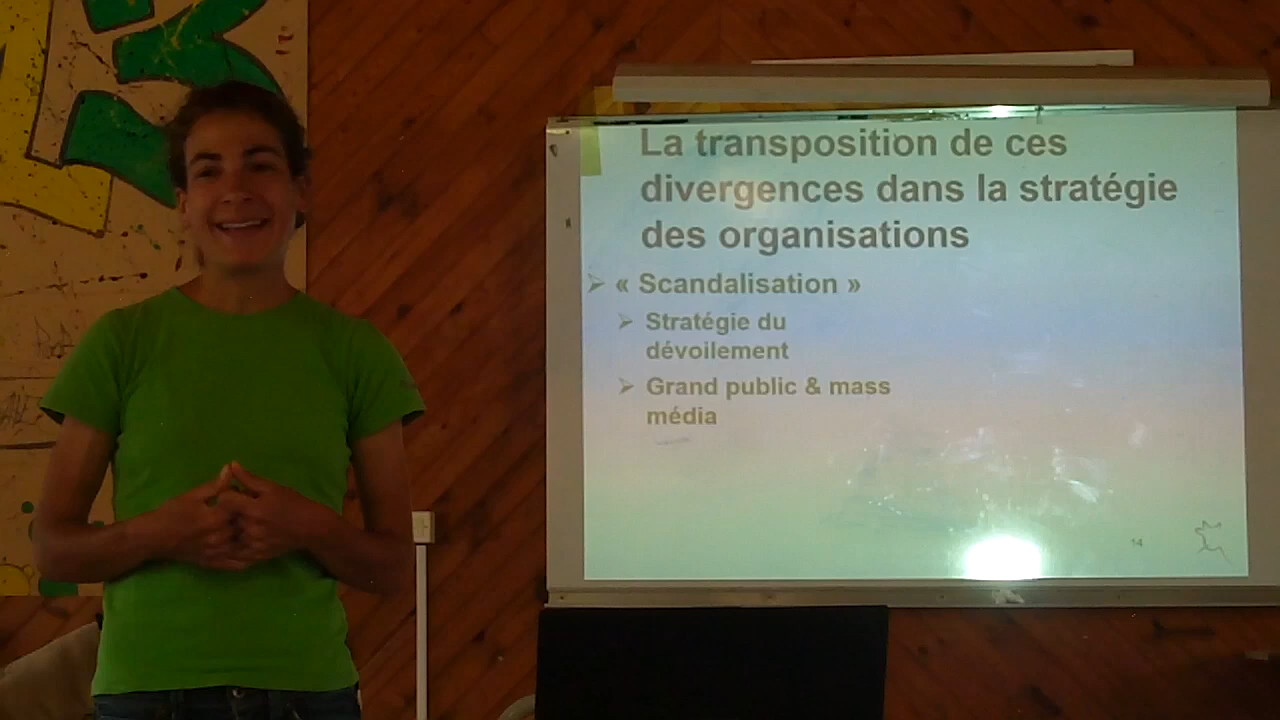 La transposition de ces
divergences dans la stratégie
des organisations
« Scandalisation »
Stratégie du
dévoilement
Grand public & mass
média
14